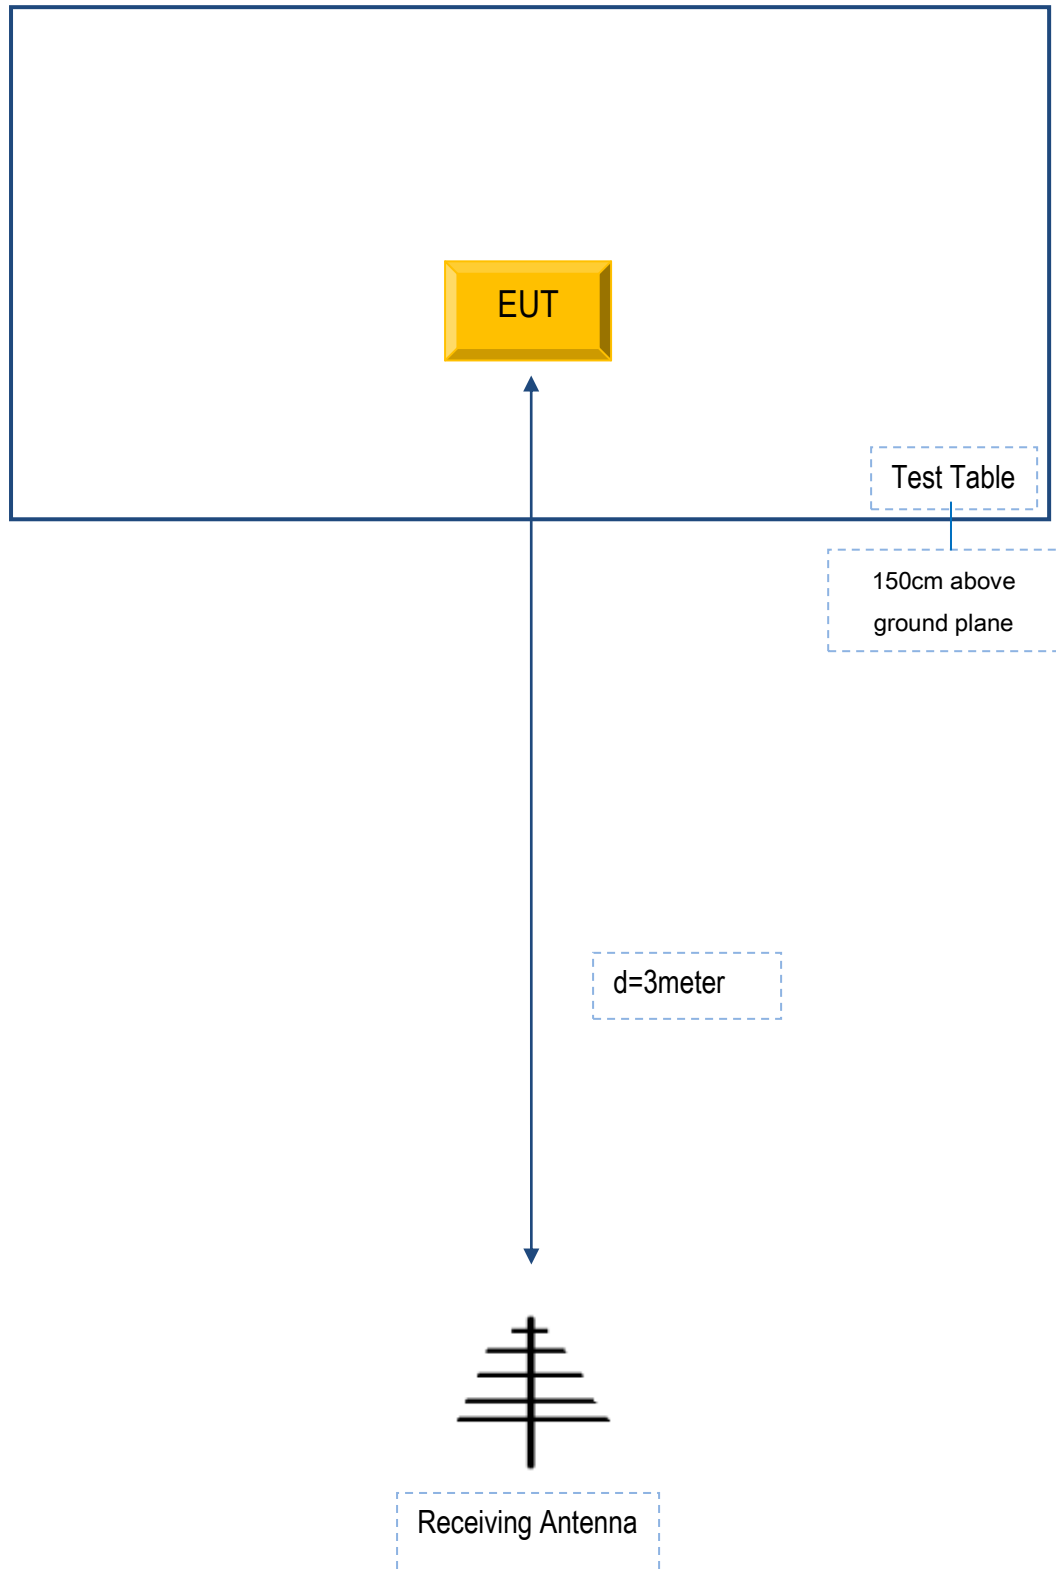 EUT
Test Table
150cm above
ground plane
d=3meter
Receiving Antenna